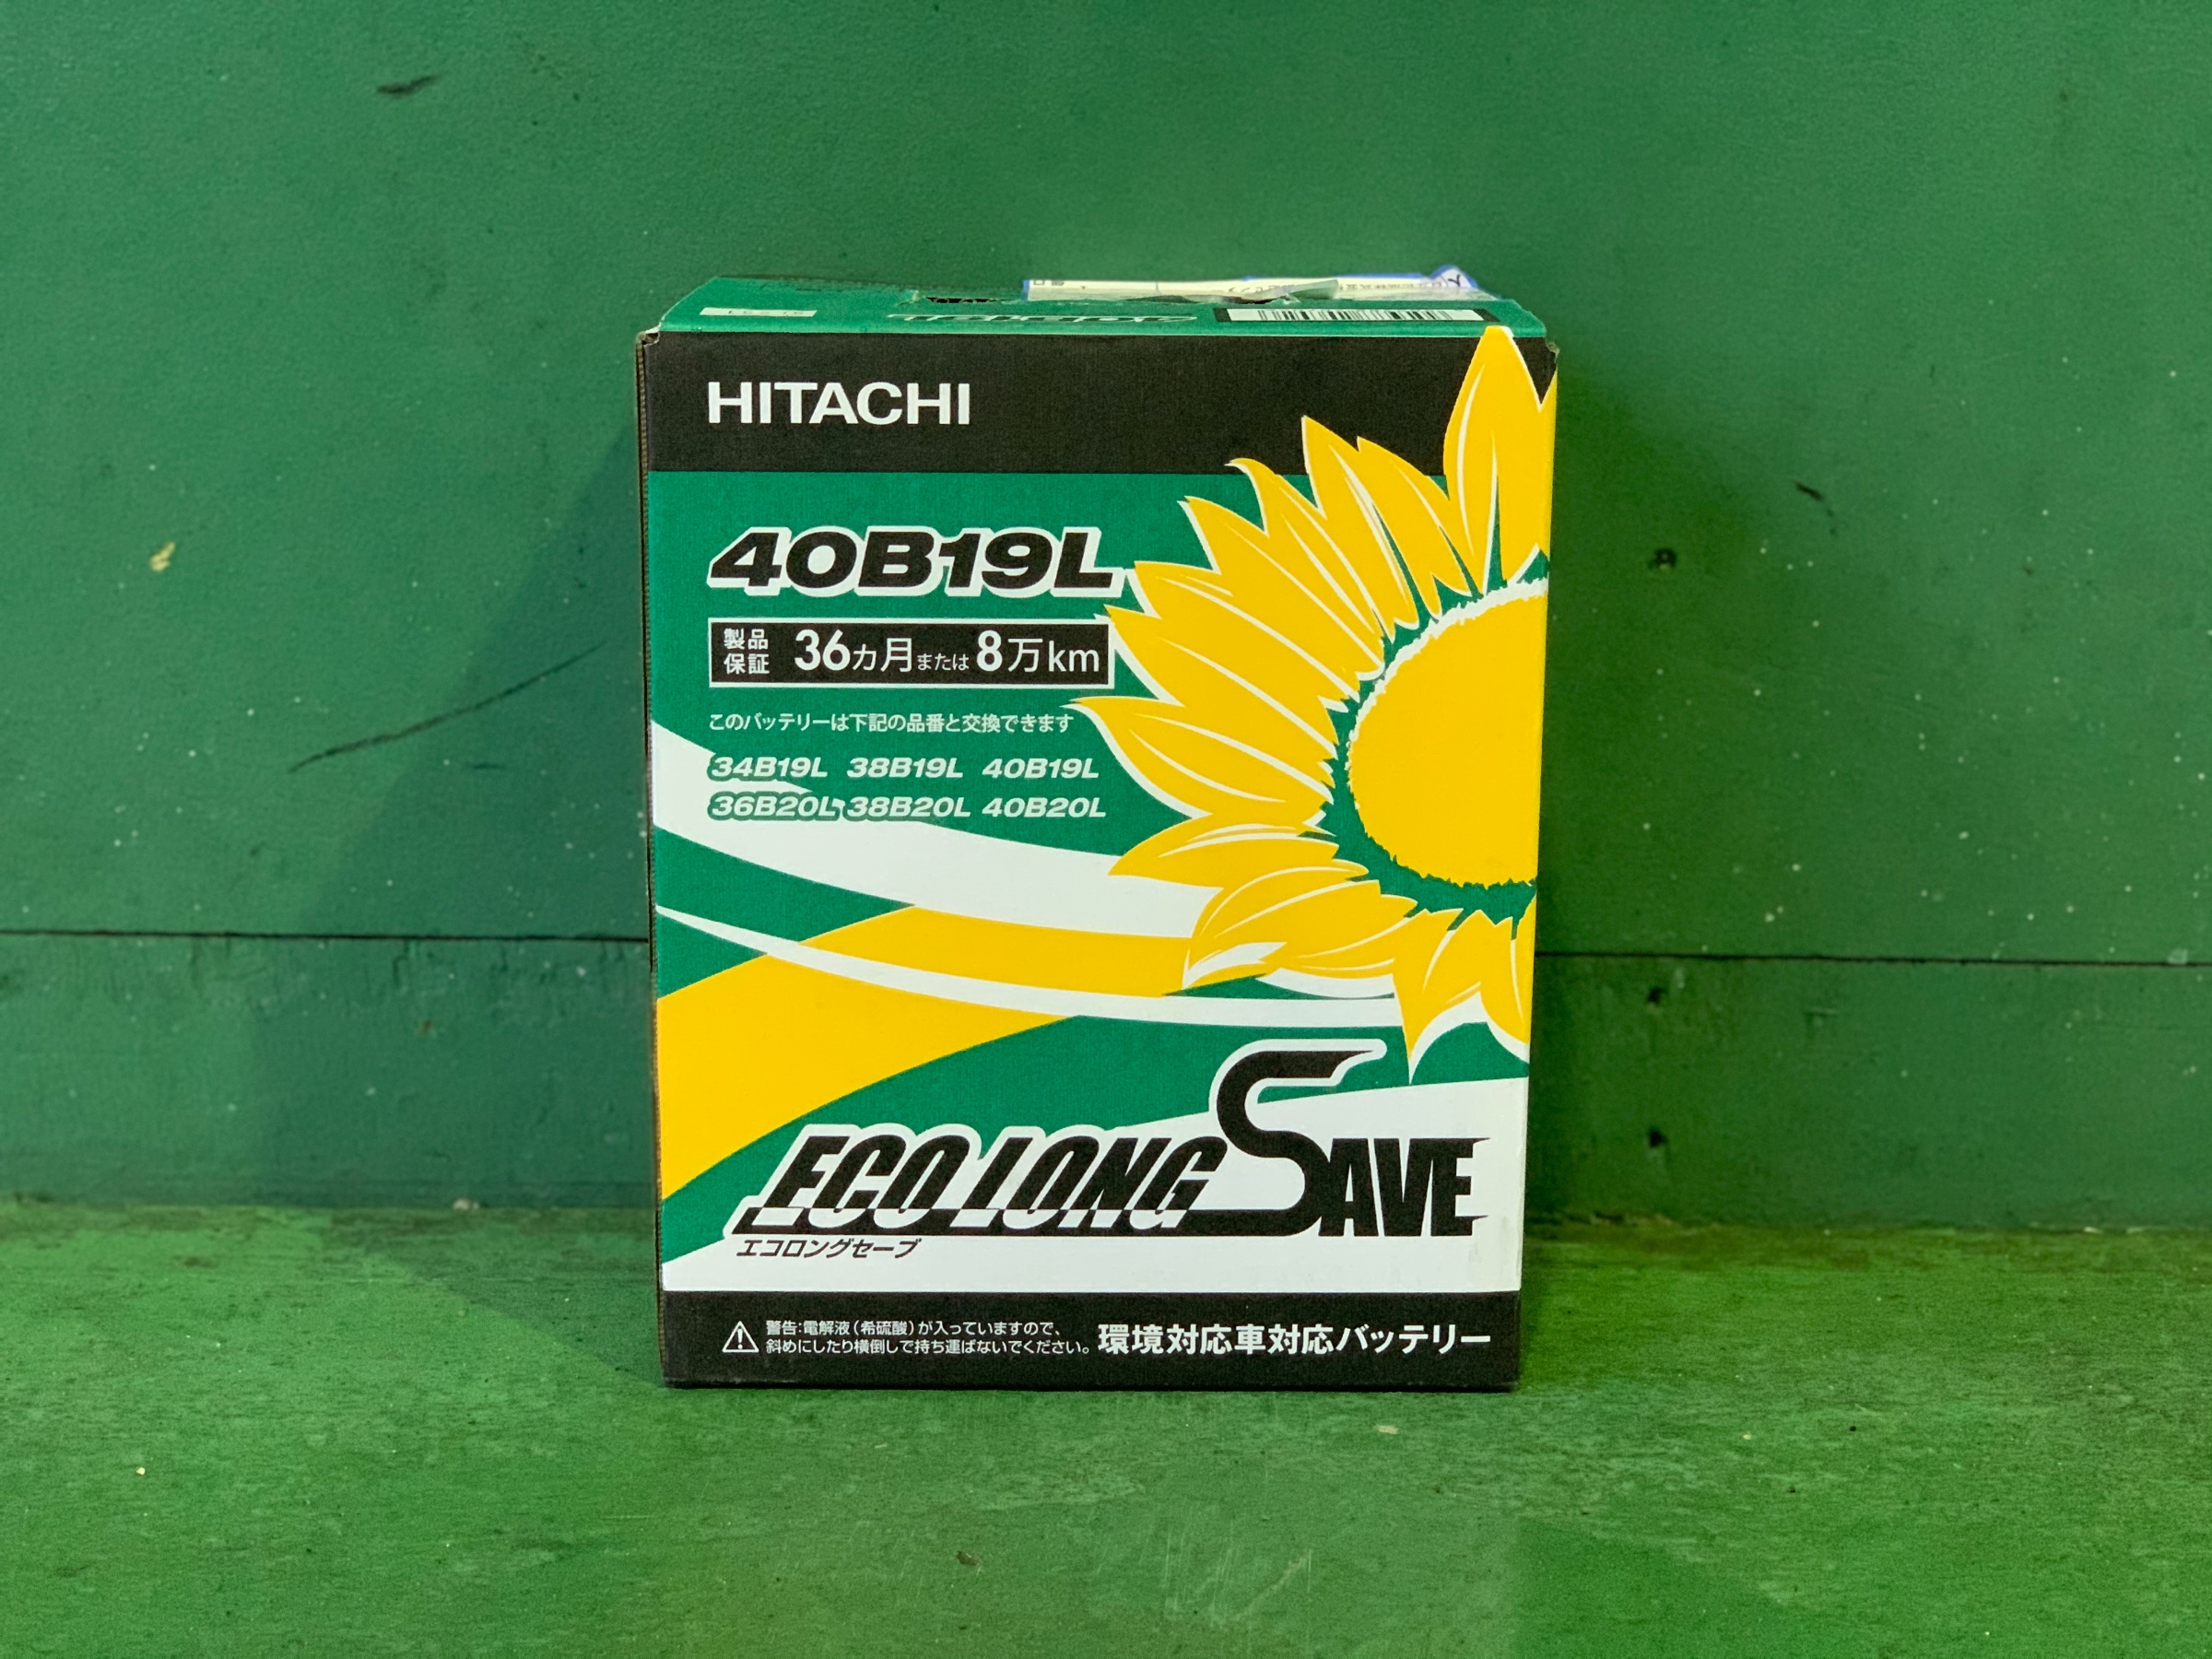 HITACHI
40B19L
製品保証 36カ月または8万km
このバッテリーは下記の品番と交換できます
34B19L 38B19L 40B19L
36B20L 38B20L 40B20L
ECO LONG SAVE
エコロングセーブ
警告:電解液(希硫酸)が入っていますので、
斜めにしたり横倒しで持ち運ばないでください。
環境対応車対応バッテリー